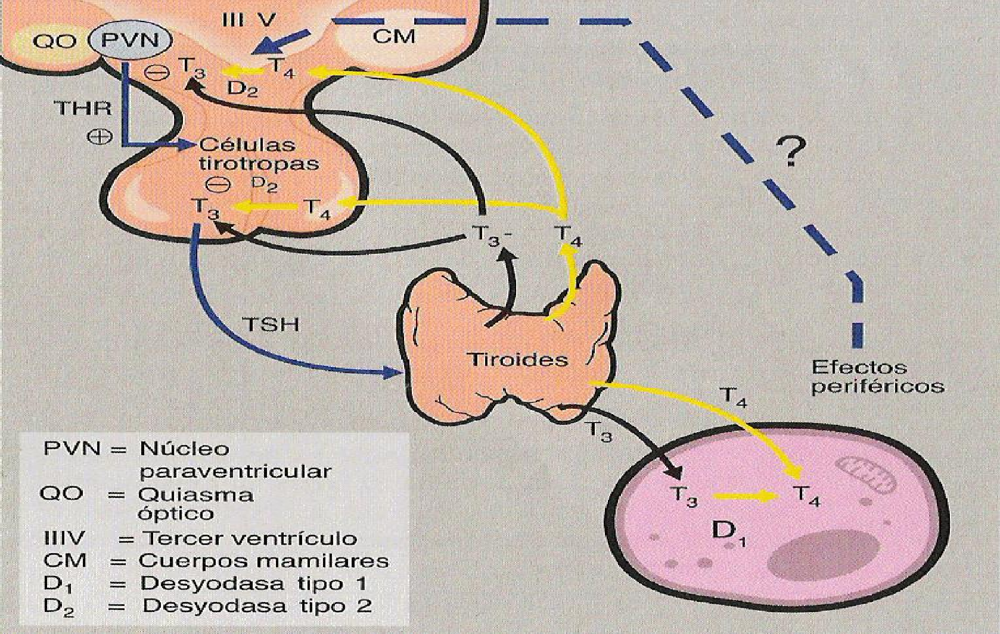 III V
QO PVN CM
⊖ T₃ T₄
D₂
THR
⊕
Células
tirotropas
⊖ D₂
T₃ T₄
?
T₃- T₄
TSH
Tiroides
Efectos
periféricos
T₄
T₃
T₃ T₄
D₁
PVN = Núcleo
paraventricular
QO = Quiasma
óptico
IIIV = Tercer ventrículo
CM = Cuerpos mamilares
D₁ = Desyodasa tipo 1
D₂ = Desyodasa tipo 2